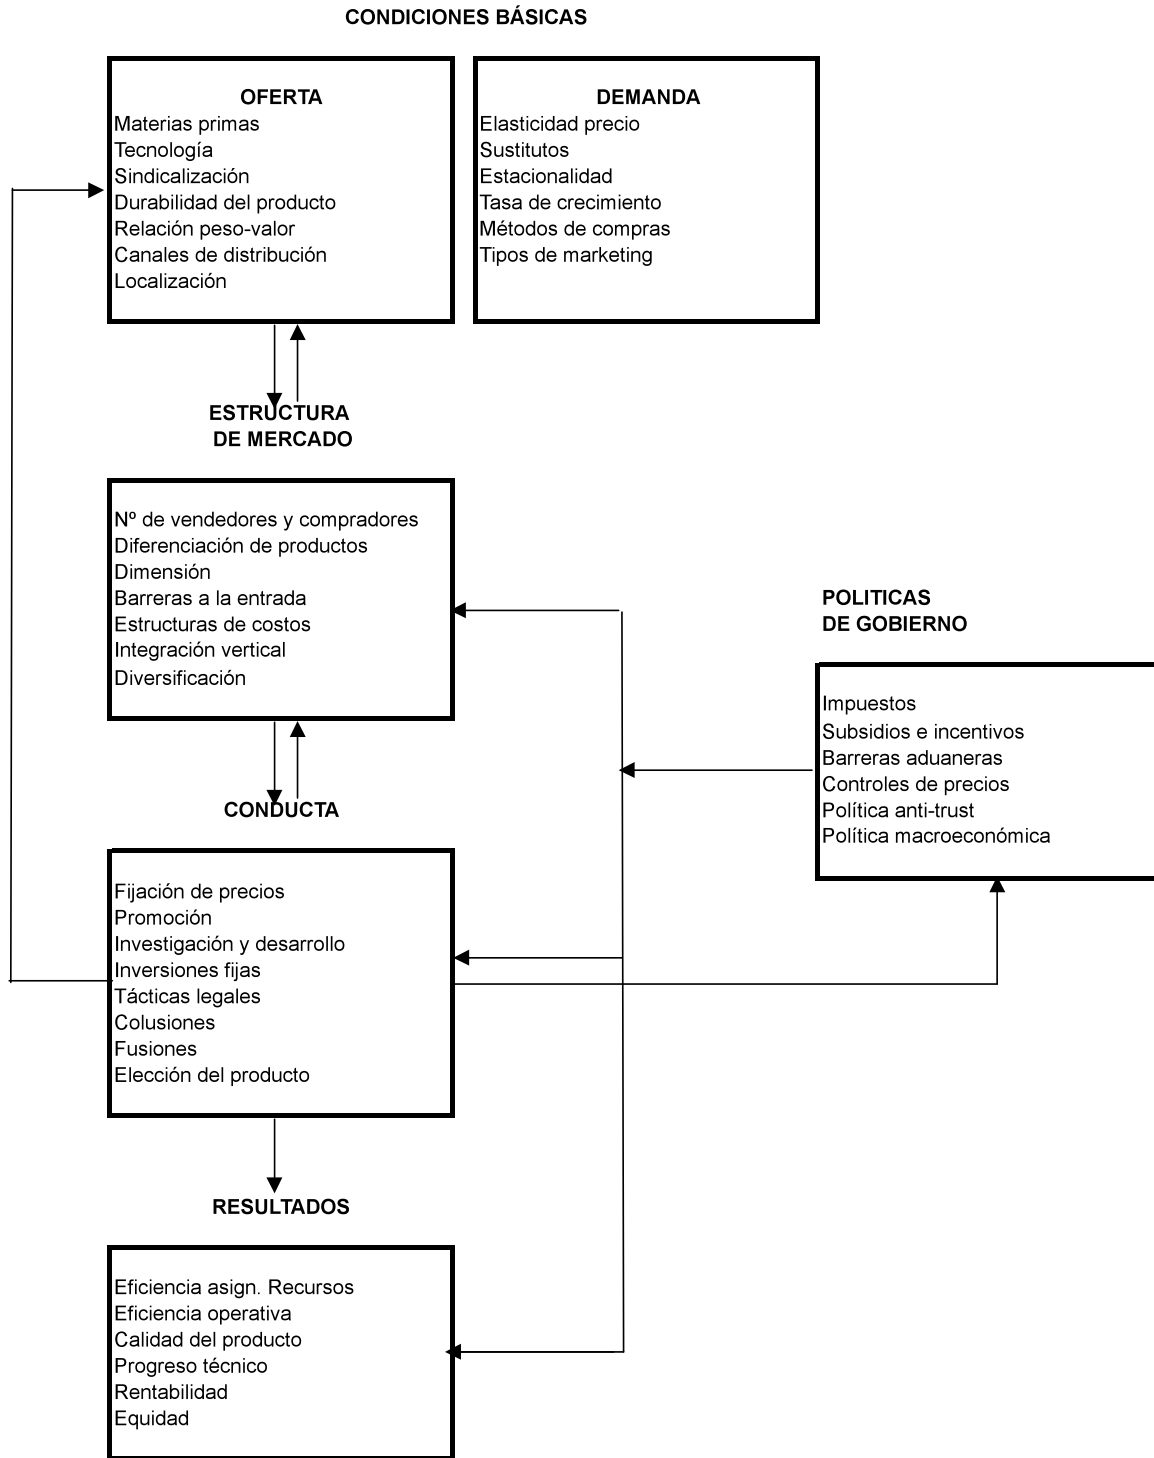 CONDICIONES BÁSICAS
OFERTA
Materias primas
Tecnología
Sindicalización
Durabilidad del producto
Relación peso-valor
Canales de distribución
Localización
DEMANDA
Elasticidad precio
Sustitutos
Estacionalidad
Tasa de crecimiento
Métodos de compras
Tipos de marketing
ESTRUCTURA
DE MERCADO
Nº de vendedores y compradores
Diferenciación de productos
Dimensión
Barreras a la entrada
Estructuras de costos
Integración vertical
Diversificación
POLITICAS
DE GOBIERNO
Impuestos
Subsidios e incentivos
Barreras aduaneras
Controles de precios
Política anti-trust
Política macroeconómica
CONDUCTA
Fijación de precios
Promoción
Investigación y desarrollo
Inversiones fijas
Tácticas legales
Colusiones
Fusiones
Elección del producto
RESULTADOS
Eficiencia asign. Recursos
Eficiencia operativa
Calidad del producto
Progreso técnico
Rentabilidad
Equidad